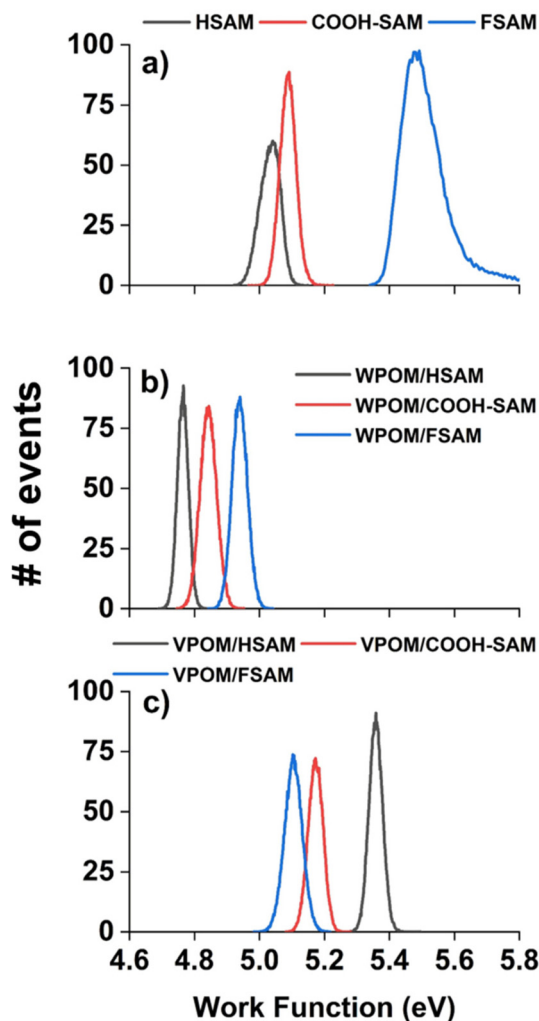 HSAM COOH-SAM FSAM
a)
100
75
50
25
0
b)
100
75
50
25
0
WPOM/HSAM
WPOM/COOH-SAM
WPOM/FSAM
# of events
VPOM/HSAM VPOM/COOH-SAM
VPOM/FSAM
c)
100
75
50
25
0
4.6 4.8 5.0 5.2 5.4 5.6 5.8
Work Function (eV)